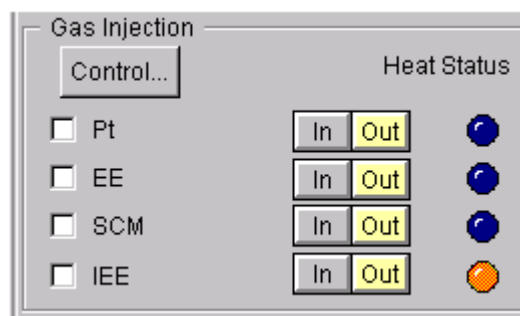 Gas Injection
Control... Heat Status
Pt In Out
EE In Out
SCM In Out
IEE In Out